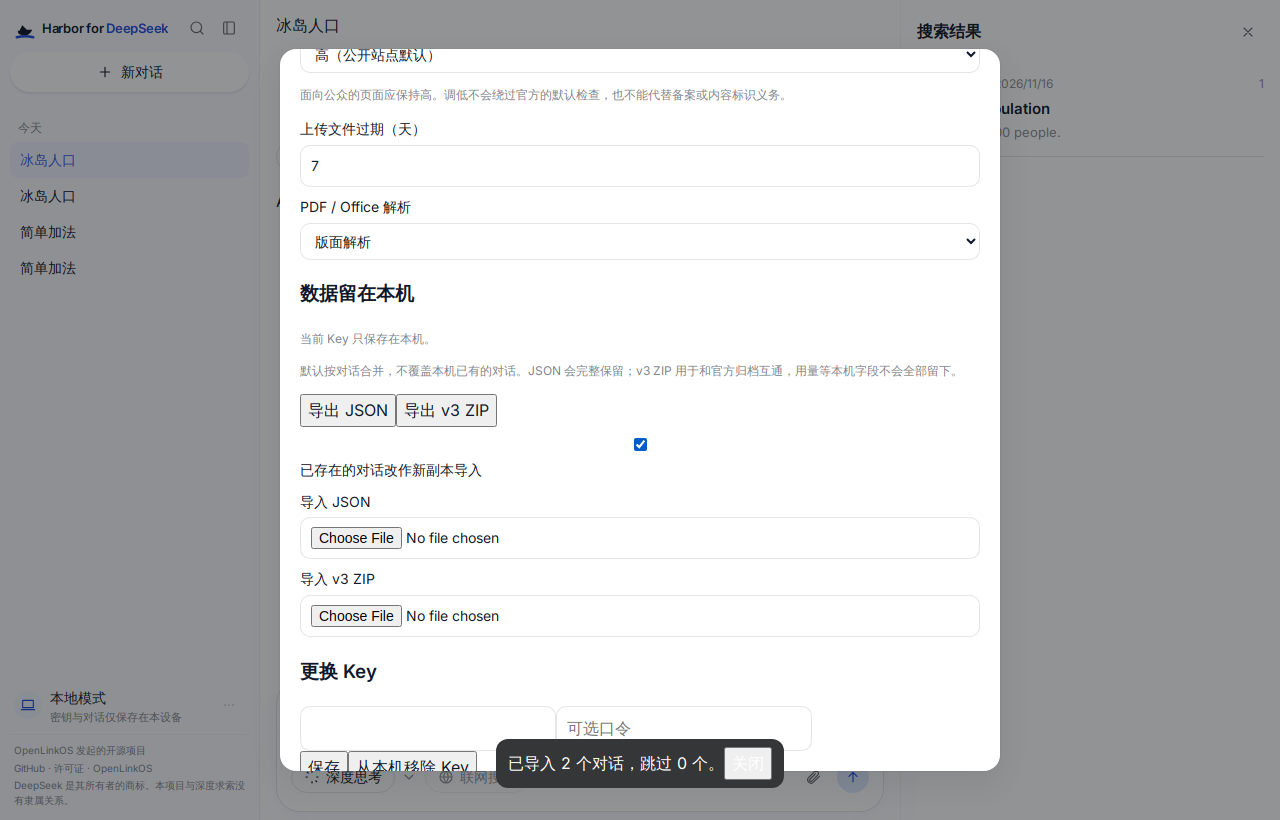 Harbor for DeepSeek
新对话
今天
冰岛人口
冰岛人口
简单加法
简单加法
本地模式
密钥与对话仅保存在本设备
OpenLinkOS 发起的开源项目
GitHub · 许可证 · OpenLinkOS
DeepSeek 是其所有者的商标。本项目与深度求索没有隶属关系。
冰岛人口
高（公开站点默认）
面向公众的页面应保持高。调低不会绕过官方的默认检查，也不能代替备案或内容标识义务。
上传文件过期（天）
7
PDF / Office 解析
版面解析
数据留在本机
当前 Key 只保存在本机。
默认按对话合并，不覆盖本机已有的对话。JSON 会完整保留；v3 ZIP 用于和官方归档互通，用量等本机字段不会全部留下。
导出 JSON 导出 v3 ZIP
已存在的对话改作新副本导入
导入 JSON
Choose File No file chosen
导入 v3 ZIP
Choose File No file chosen
更换 Key
可选口令
保存 从本机移除 Key
已导入 2 个对话，跳过 0 个。 关闭
深度思考
搜索结果
026/11/16 1
people.